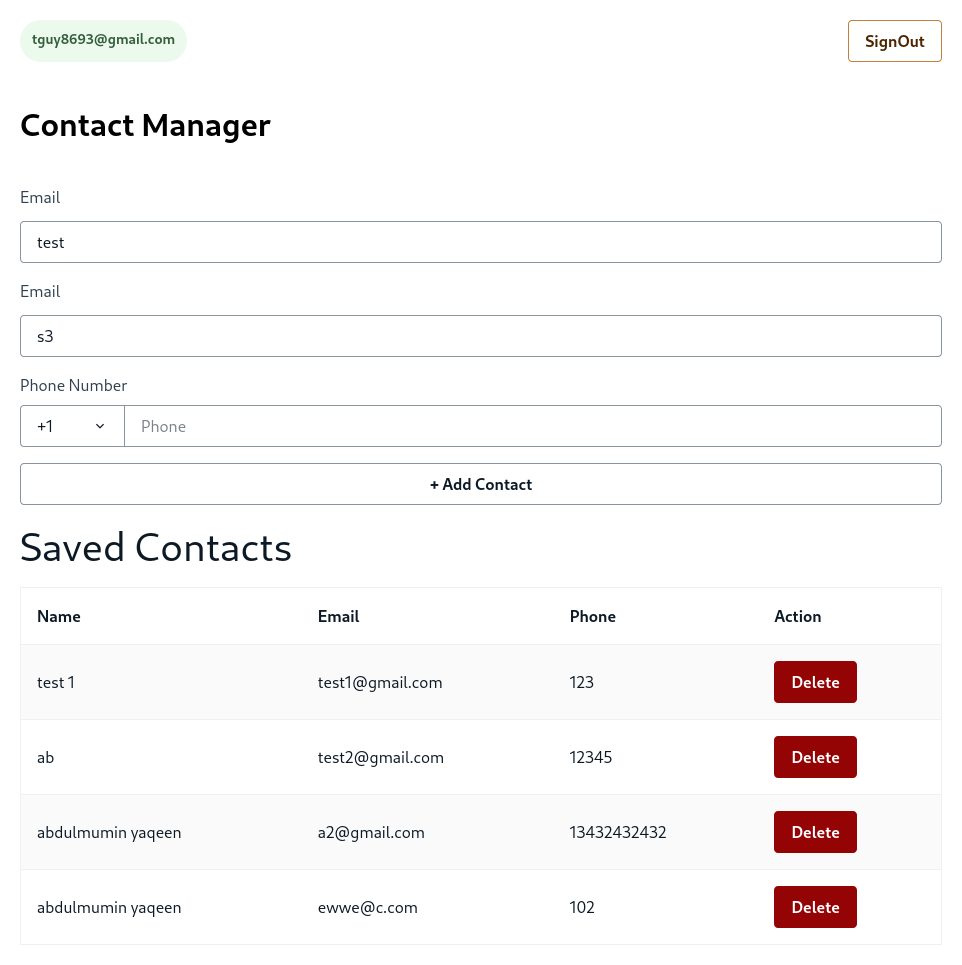 tguy8693@gmail.com SignOut
Contact Manager
Email
test
Email
s3
Phone Number
+1 Phone
+ Add Contact
Saved Contacts
Name Email Phone Action
test 1 test1@gmail.com 123 Delete
ab test2@gmail.com 12345 Delete
abdulmumin yaqeen a2@gmail.com 13432432432 Delete
abdulmumin yaqeen ewwe@c.com 102 Delete